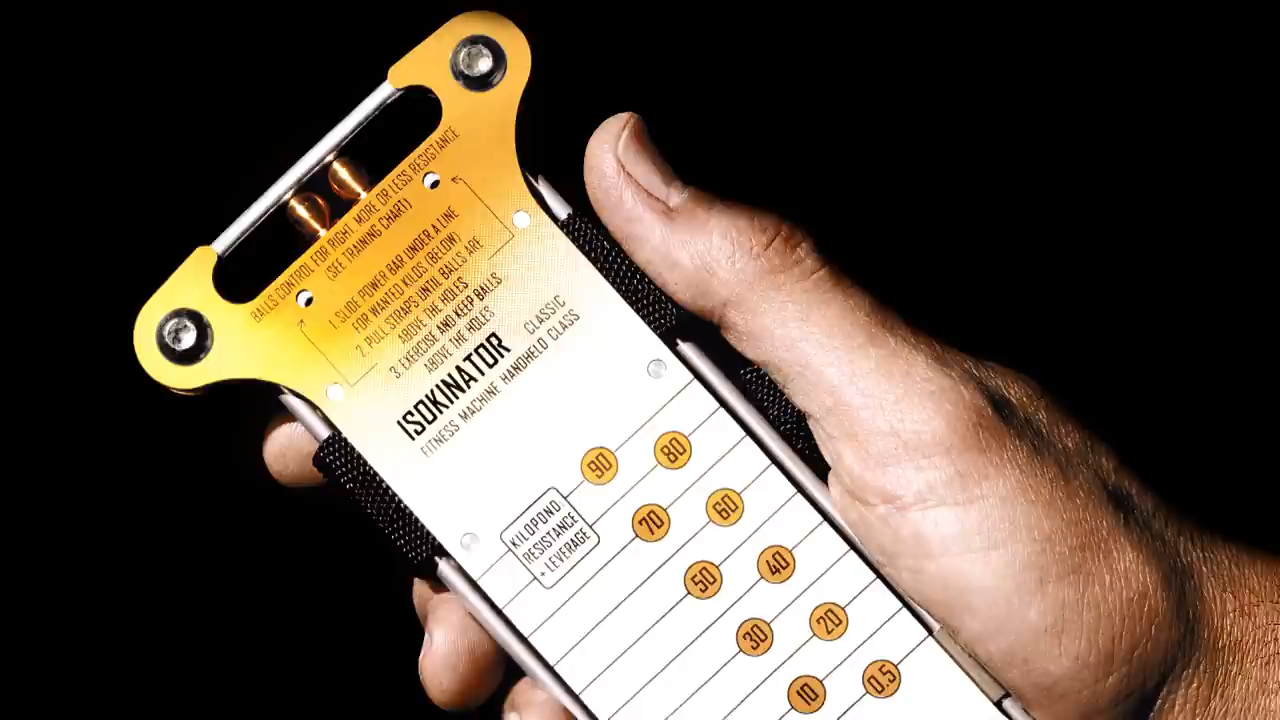 BALLS CONTROL FOR RIGHT, MORE OR LESS RESISTANCE
(SEE TRAINING CHART)
1. SLIDE POWER BAR UNDER A LINE
FOR WANTED KILOS (BELOW)
2. PULL STRAPS UNTIL BALLS ARE
ABOVE THE HOLES
3. EXERCISE AND KEEP BALLS
ABOVE THE HOLES
ISOKINATOR CLASSIC
FITNESS MACHINE HANDHELD CLASS
KILOPOND
RESISTANCE
+ LEVERAGE
90
80
70
60
50
40
30
20
10
0.5